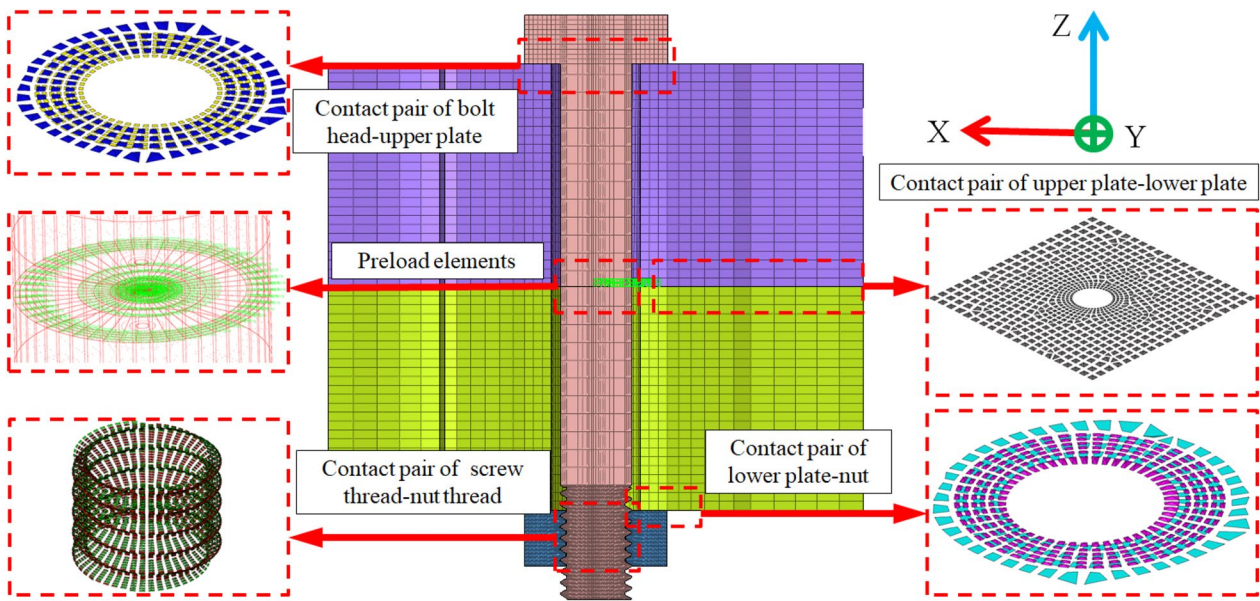 Contact pair of bolt
head-upper plate
Z
X
Y
Contact pair of upper plate-lower plate
Preload elements
Contact pair of screw
thread-nut thread
Contact pair of
lower plate-nut